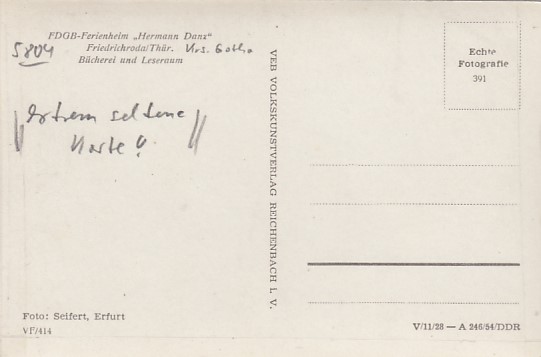 FDGB-Ferienheim „Hermann Danz“
5804
Friedrichroda/Thür. Krs. Gotha
Bücherei und Leseraum
Echte
Fotografie
391
Extrem seltene
Karte!
VEB VOLKSKUNSTVERLAG REICHENBACH I. V.
Foto: Seifert, Erfurt
VF/414
V/11/28 — A 246/54/DDR